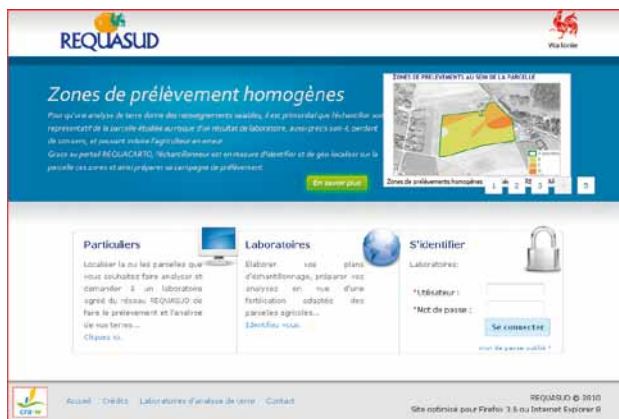 REQUASUD
Wallonie
Zones de prélèvement homogènes
Pour qu'une analyse de terre donne des renseignements valables, il est primordial que l'échantillon soit
représentatif de la parcelle étudiée au risque d'un résultat de laboratoire, aussi précis soit-il, perdant
de son sens, et pouvant induire l'agriculteur en erreur.
Grâce au portail REQUACARTO, l'échantillonneur est en mesure d'identifier et de géo-localiser sur la
parcelle ces zones et ainsi préparer sa campagne de prélèvement.
En savoir plus
ZONES DE PRÉLÈVEMENTS AU SEIN DE LA PARCELLE
Zones de prélèvements homogènes
1 2 3 5
Particuliers
Localiser la ou les parcelles que
vous souhaitez faire analyser et
demander à un laboratoire
agréé du réseau REQUASUD de
faire le prélèvement et l'analyse
de vos terres...
Cliquez ici.
Laboratoires
Elaborer vos plans
d'échantillonnage, préparer vos
analyses en vue d'une
fertilisation adaptée des
parcelles agricoles...
Identifiez vous.
S'identifier
Laboratoires:
*Utilisateur :
*Mot de passe :
Se connecter
mot de passe oublié ?
cra-w
Accueil Crédits Laboratoires d'analyse de terre Contact
REQUASUD © 2010
Site optimisé pour Firefox 3.6 ou Internet Explorer 8